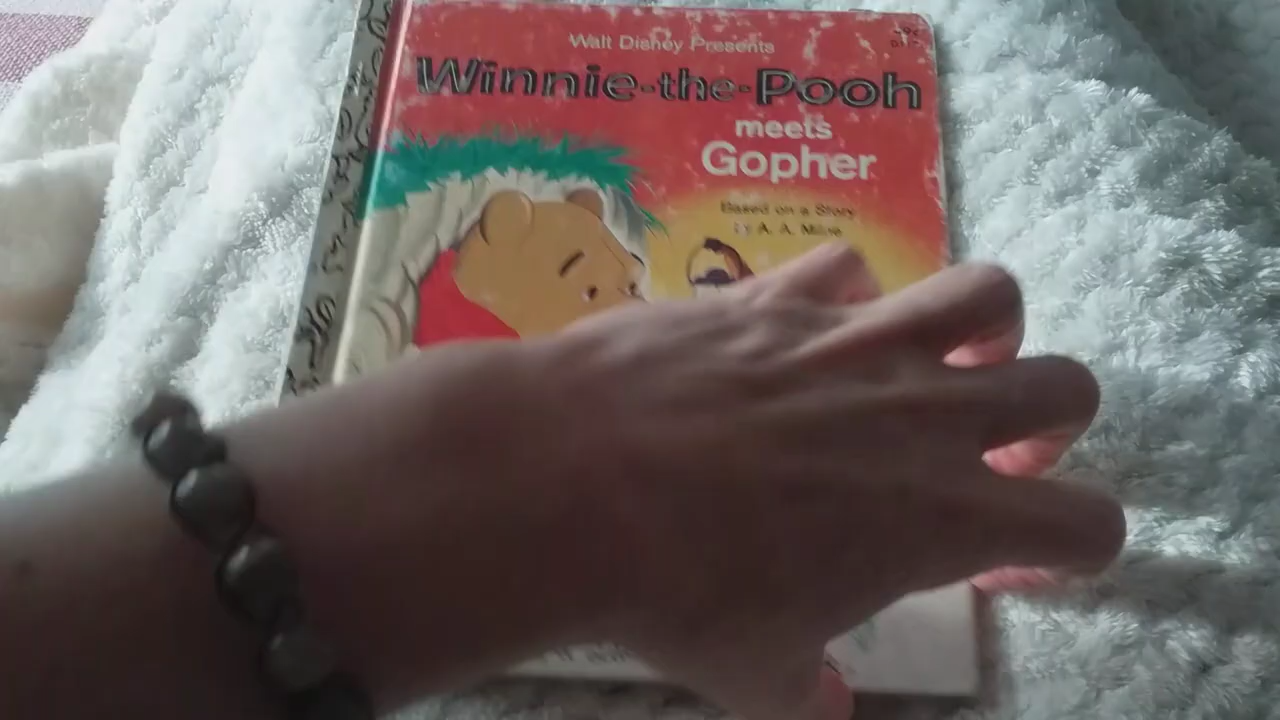 Walt Disney Presents
Winnie-the-Pooh
meets
Gopher
Based on a Story
by A. A. Milne